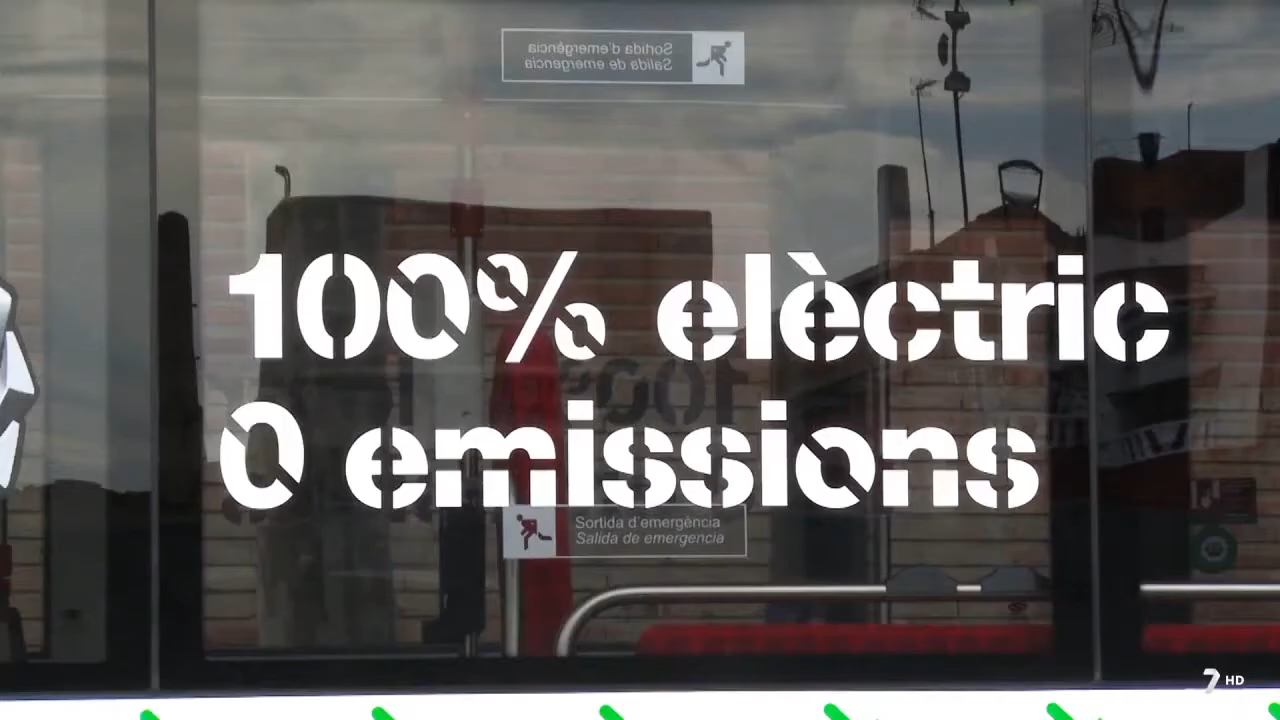 Sortida d'emergència
Salida de emergencia
100% elèctric
0 emissions
Sortida d'emergència
Salida de emergencia
7 HD